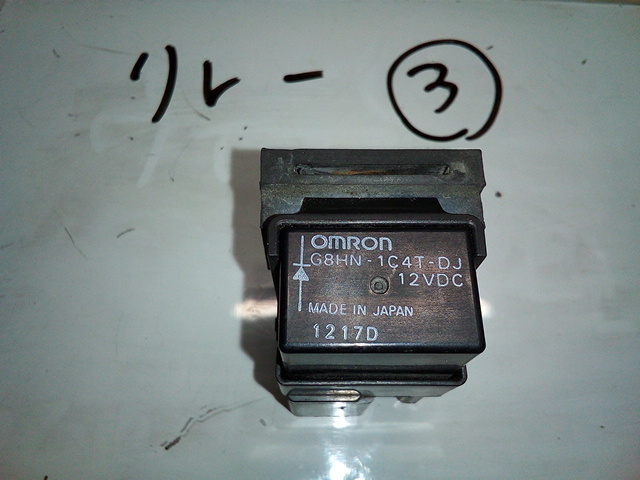 リレー ③
OMRON
G8HN-1C4T-DJ
12VDC
MADE IN JAPAN
1217D